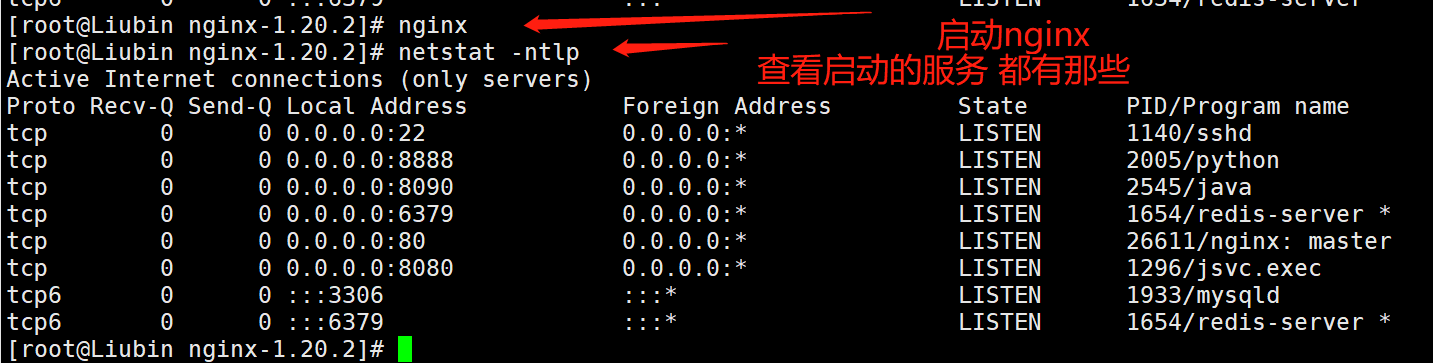 tcp6 0 0 :::6379 :::* LISTEN 1654/redis-server
[root@Liubin nginx-1.20.2]# nginx
启动nginx
[root@Liubin nginx-1.20.2]# netstat -ntlp
查看启动的服务 都有那些
Active Internet connections (only servers)
Proto Recv-Q Send-Q Local Address Foreign Address State PID/Program name
tcp 0 0 0.0.0.0:22 0.0.0.0:* LISTEN 1140/sshd
tcp 0 0 0.0.0.0:8888 0.0.0.0:* LISTEN 2005/python
tcp 0 0 0.0.0.0:8090 0.0.0.0:* LISTEN 2545/java
tcp 0 0 0.0.0.0:6379 0.0.0.0:* LISTEN 1654/redis-server *
tcp 0 0 0.0.0.0:80 0.0.0.0:* LISTEN 26611/nginx: master
tcp 0 0 0.0.0.0:8080 0.0.0.0:* LISTEN 1296/jsvc.exec
tcp6 0 0 :::3306 :::* LISTEN 1933/mysqld
tcp6 0 0 :::6379 :::* LISTEN 1654/redis-server *
[root@Liubin nginx-1.20.2]#